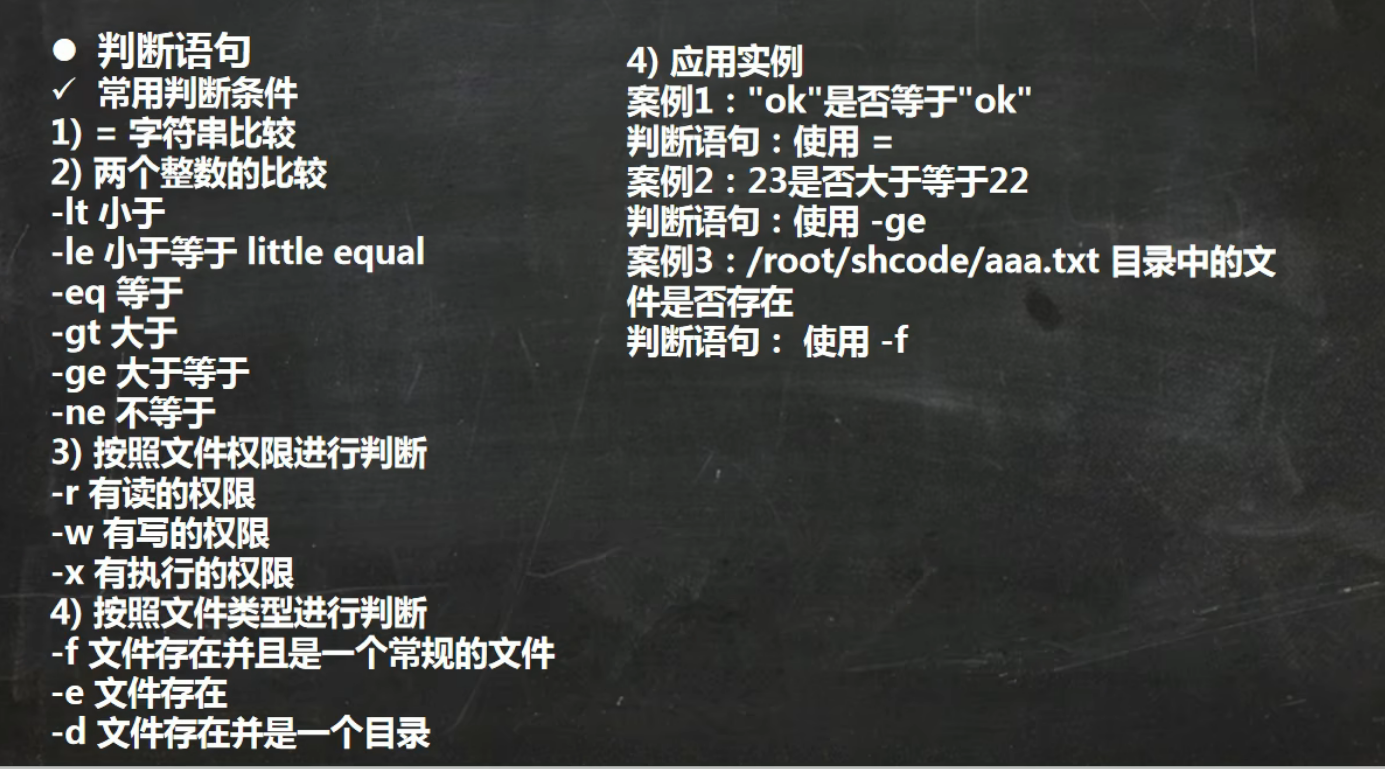 ● 判断语句
✓ 常用判断条件
1) = 字符串比较
2) 两个整数的比较
-lt 小于
-le 小于等于 little equal
-eq 等于
-gt 大于
-ge 大于等于
-ne 不等于
3) 按照文件权限进行判断
-r 有读的权限
-w 有写的权限
-x 有执行的权限
4) 按照文件类型进行判断
-f 文件存在并且是一个常规的文件
-e 文件存在
-d 文件存在并是一个目录
4) 应用实例
案例1："ok"是否等于"ok"
判断语句：使用 =
案例2：23是否大于等于22
判断语句：使用 -ge
案例3：/root/shcode/aaa.txt 目录中的文
件是否存在
判断语句： 使用 -f